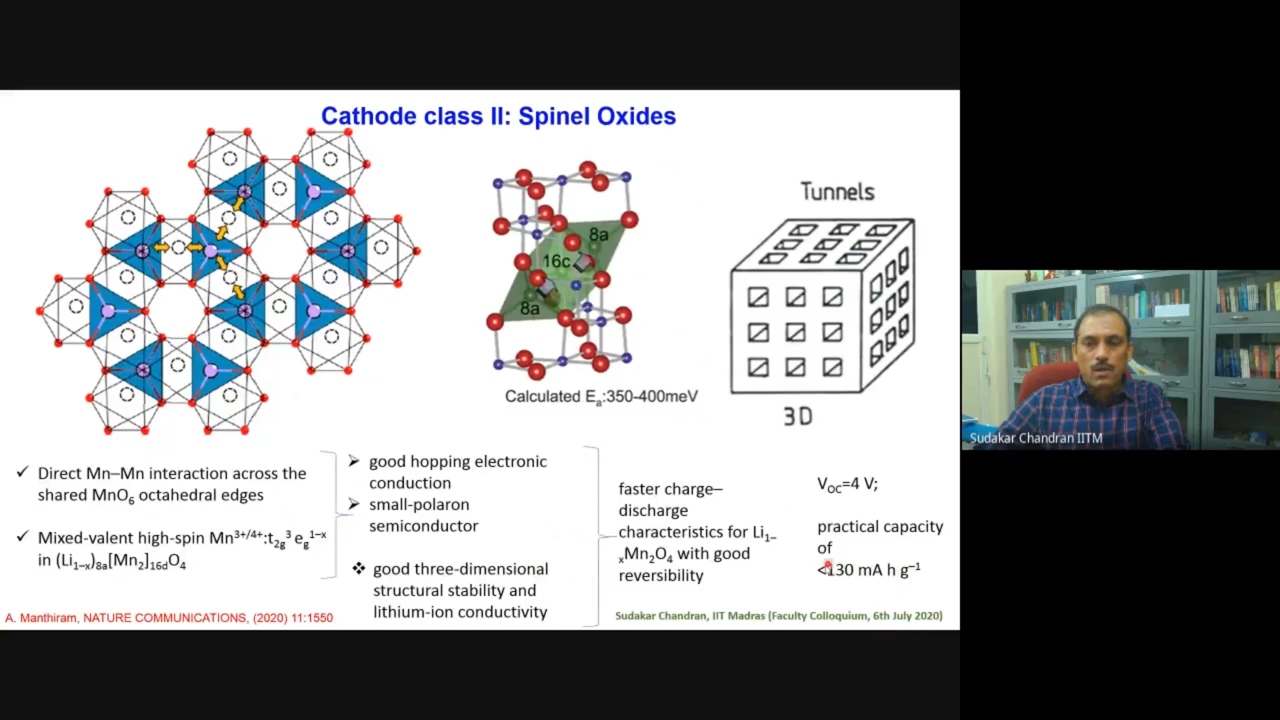 Cathode class II: Spinel Oxides
8a
16c
8a
Calculated Ea:350-400meV
Tunnels
3D
✓ Direct Mn–Mn interaction across the
shared MnO6 octahedral edges
✓ Mixed-valent high-spin Mn3+/4+:t2g3 eg1-x
in (Li1-x)8a[Mn2]16dO4
➢ good hopping electronic
conduction
➢ small-polaron
semiconductor
❖ good three-dimensional
structural stability and
lithium-ion conductivity
faster charge–
discharge
characteristics for Li1-
xMn2O4 with good
reversibility
VOC=4 V;
practical capacity
of
<130 mA h g–1
A. Manthiram, NATURE COMMUNICATIONS, (2020) 11:1550
Sudakar Chandran, IIT Madras (Faculty Colloquium, 6th July 2020)
Sudakar Chandran IITM